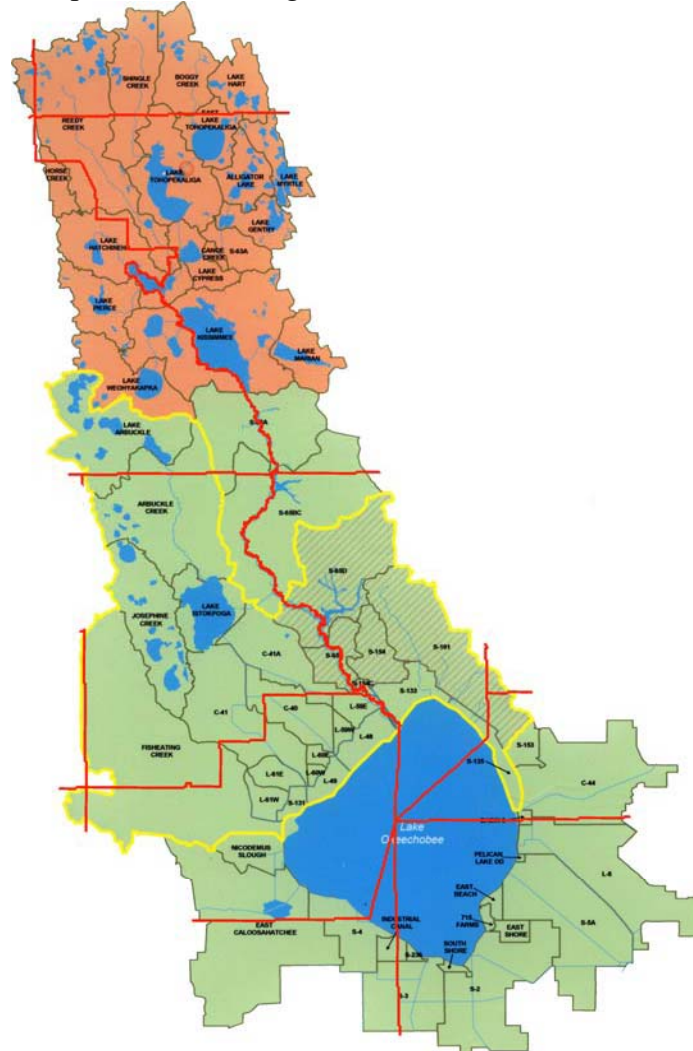 SHINGLE
CREEK
BOGGY
CREEK
LAKE
HART
REEDY
CREEK
EAST
LAKE
TOHOPEKALIGA
HORSE
CREEK
LAKE
TOHOPEKALIGA
ALLIGATOR
LAKE
LAKE
MYRTLE
LAKE
GENTRY
LAKE
HATCHINEHA
CANOE
CREEK
S-63A
LAKE
CYPRESS
LAKE
PIERCE
LAKE
KISSIMMEE
LAKE
MARIAN
LAKE
WEOHYAKAPKA
LAKE
ARBUCKLE
ARBUCKLE
CREEK
S-65BC
S-65D
JOSEPHINE
CREEK
LAKE
ISTOKPOGA
C-41A
S-154
S-191
S-133
C-41
C-40
L-59E
L-59W
L-48
FISHEATING
CREEK
L-60E
L-60W
L-61E
L-49
L-61W
S-131
S-153
S-135
C-44
Lake
Okeechobee
NICODEMUS
SLOUGH
PELICAN
LAKE DD
L-8
EAST
BEACH
715
FARMS
EAST
SHORE
S-5A
EAST
CALOOSAHATCHEE
S-4
INDUSTRIAL
CANAL
SOUTH
SHORE
S-236
S-3
S-2